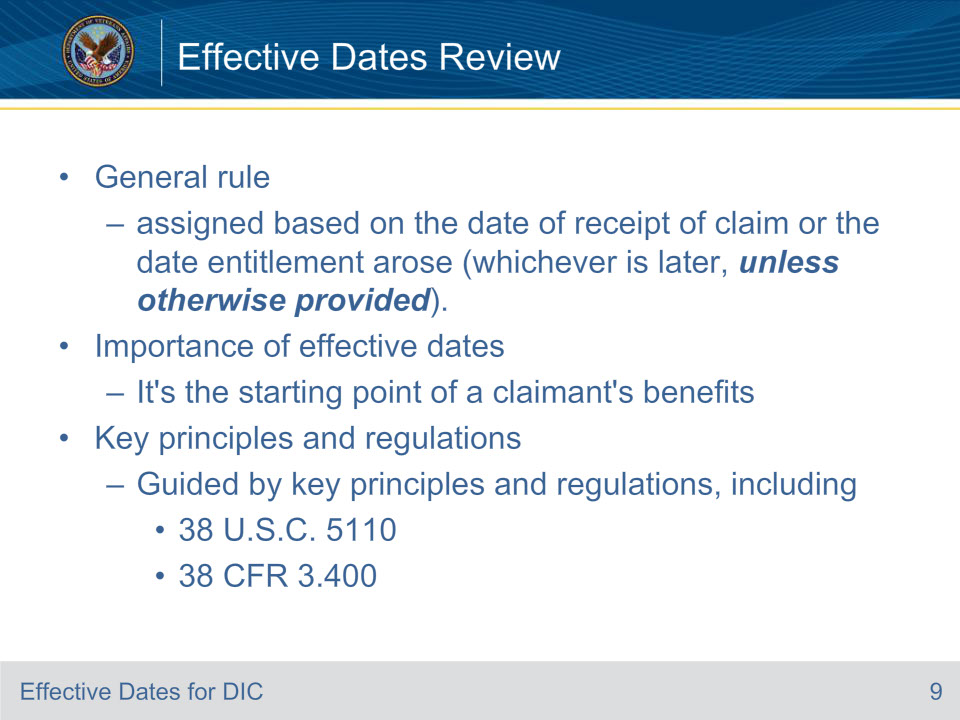 Effective Dates Review
• General rule
– assigned based on the date of receipt of claim or the
date entitlement arose (whichever is later, unless
otherwise provided).
• Importance of effective dates
– It's the starting point of a claimant's benefits
• Key principles and regulations
– Guided by key principles and regulations, including
• 38 U.S.C. 5110
• 38 CFR 3.400
Effective Dates for DIC
9